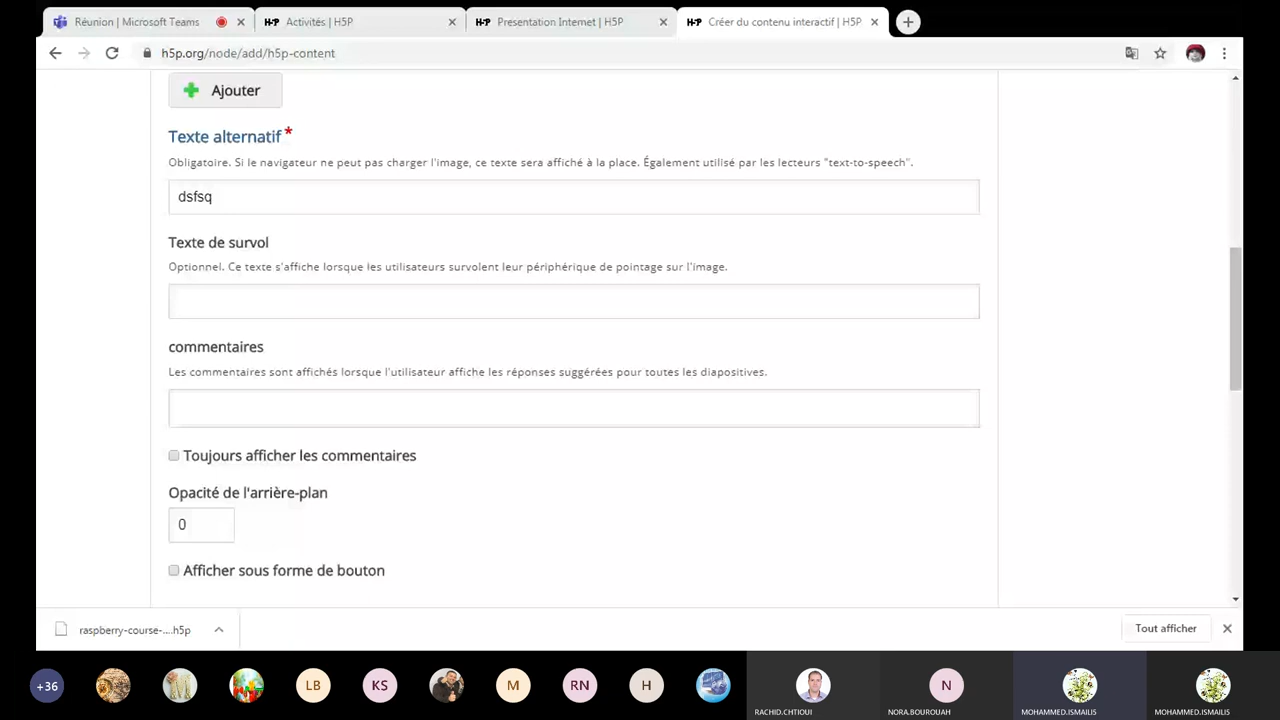 Réunion | Microsoft Teams
H-P Activités | H5P
H-P Presentation Internet | H5P
H-P Créer du contenu interactif | H5P
h5p.org/node/add/h5p-content
Ajouter
Texte alternatif *
Obligatoire. Si le navigateur ne peut pas charger l'image, ce texte sera affiché à la place. Également utilisé par les lecteurs "text-to-speech".
dsfsq
Texte de survol
Optionnel. Ce texte s'affiche lorsque les utilisateurs survolent leur périphérique de pointage sur l'image.
commentaires
Les commentaires sont affichés lorsque l'utilisateur affiche les réponses suggérées pour toutes les diapositives.
Toujours afficher les commentaires
Opacité de l'arrière-plan
0
Afficher sous forme de bouton
raspberry-course-....h5p
Tout afficher
+36
LB
KS
M
RN
H
N
RACHID.CHTIOUI
NORA.BOUROUAH
MOHAMMED.ISMAILI5
MOHAMMED.ISMAILI5